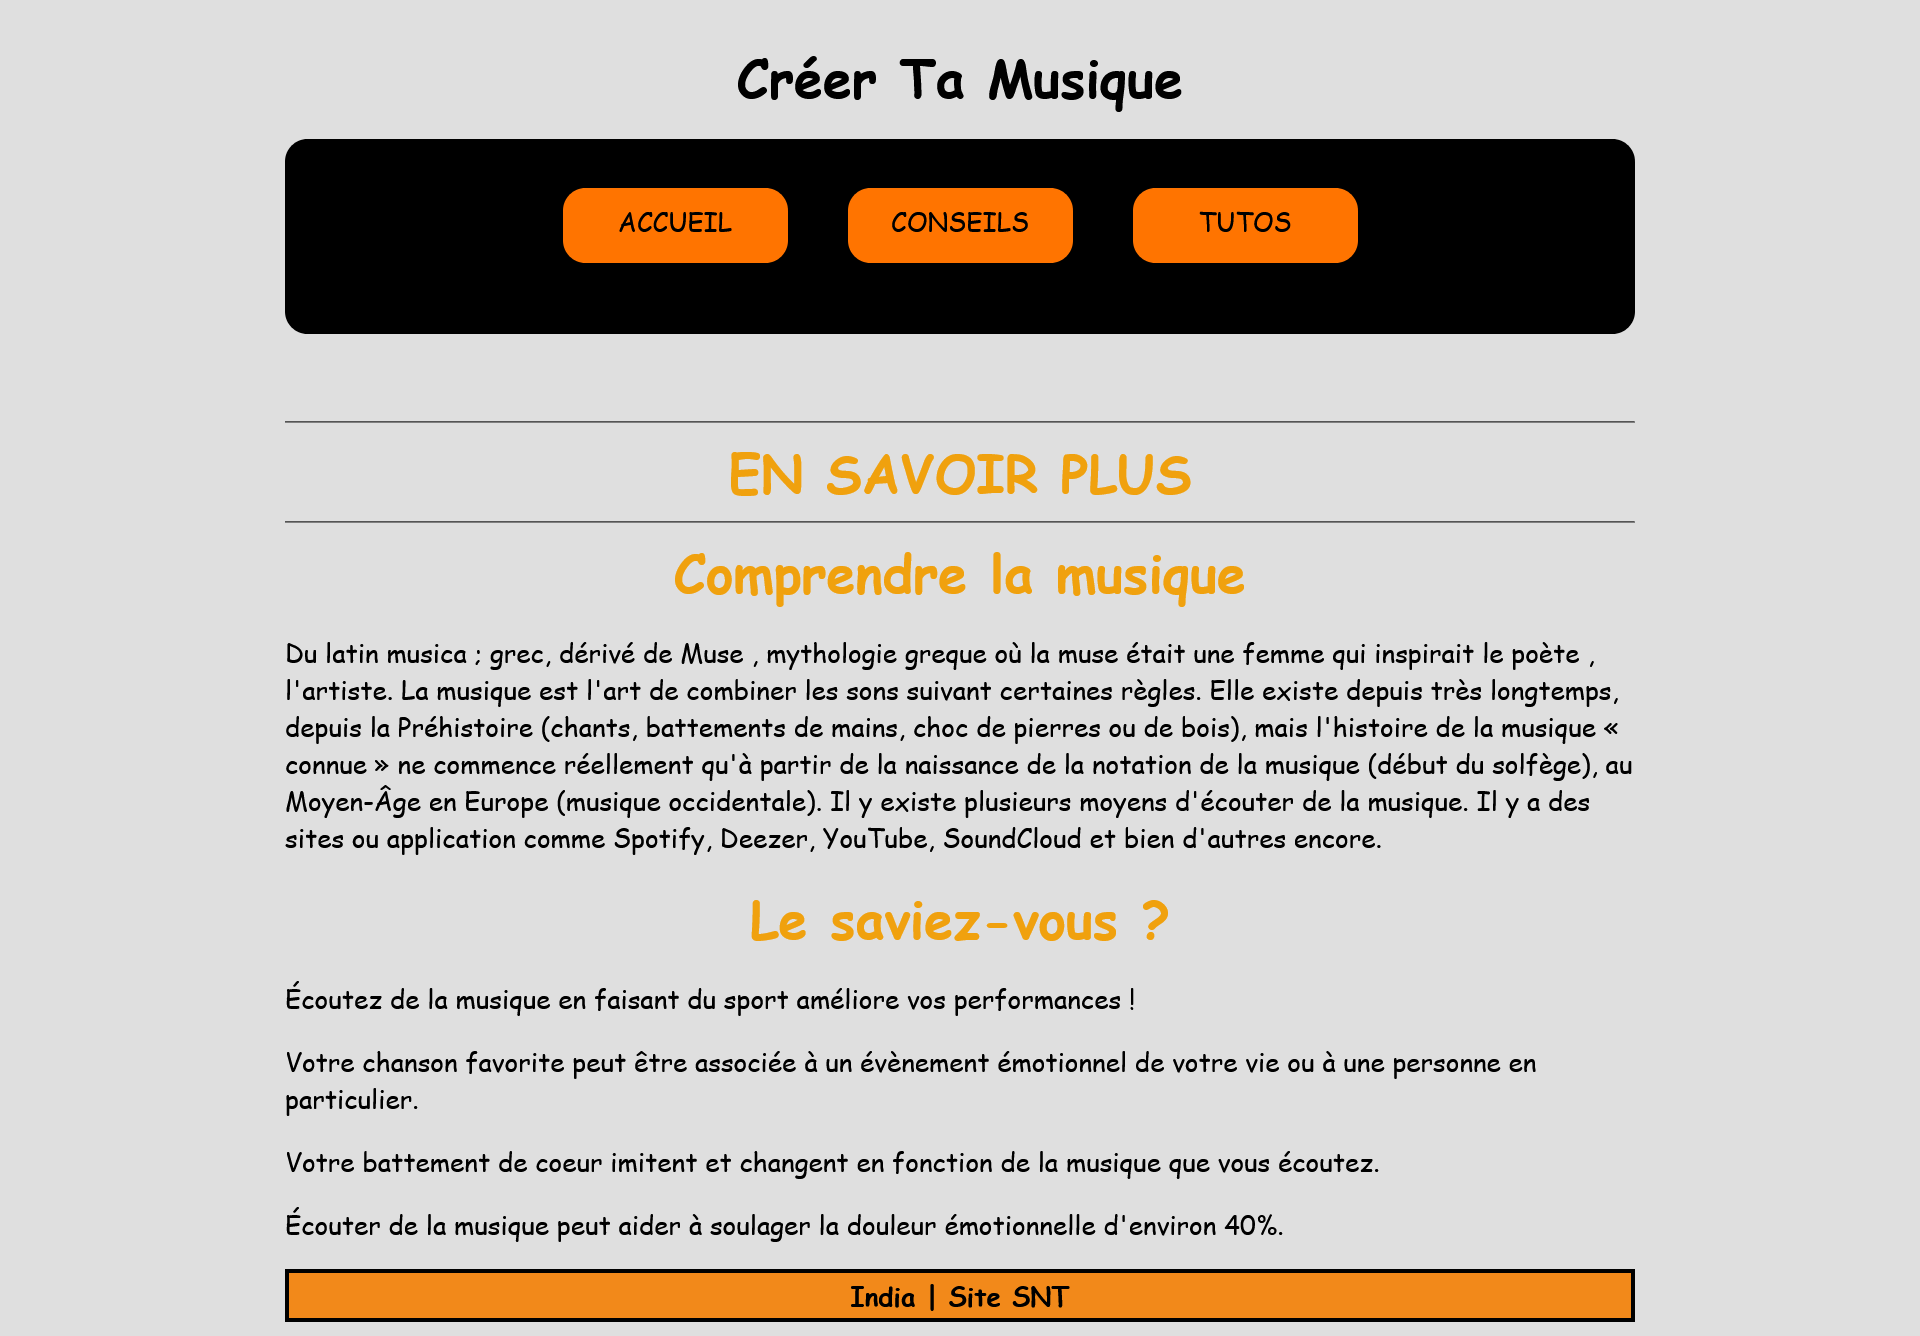 Créer Ta Musique
ACCUEIL
CONSEILS
TUTOS
EN SAVOIR PLUS
Comprendre la musique
Du latin musica ; grec, dérivé de Muse , mythologie greque où la muse était une femme qui inspirait le poète ,
l'artiste. La musique est l'art de combiner les sons suivant certaines règles. Elle existe depuis très longtemps,
depuis la Préhistoire (chants, battements de mains, choc de pierres ou de bois), mais l'histoire de la musique «
connue » ne commence réellement qu'à partir de la naissance de la notation de la musique (début du solfège), au
Moyen-Âge en Europe (musique occidentale). Il y existe plusieurs moyens d'écouter de la musique. Il y a des
sites ou application comme Spotify, Deezer, YouTube, SoundCloud et bien d'autres encore.
Le saviez-vous ?
Écoutez de la musique en faisant du sport améliore vos performances !
Votre chanson favorite peut être associée à un évènement émotionnel de votre vie ou à une personne en
particulier.
Votre battement de coeur imitent et changent en fonction de la musique que vous écoutez.
Écouter de la musique peut aider à soulager la douleur émotionnelle d'environ 40%.
India | Site SNT